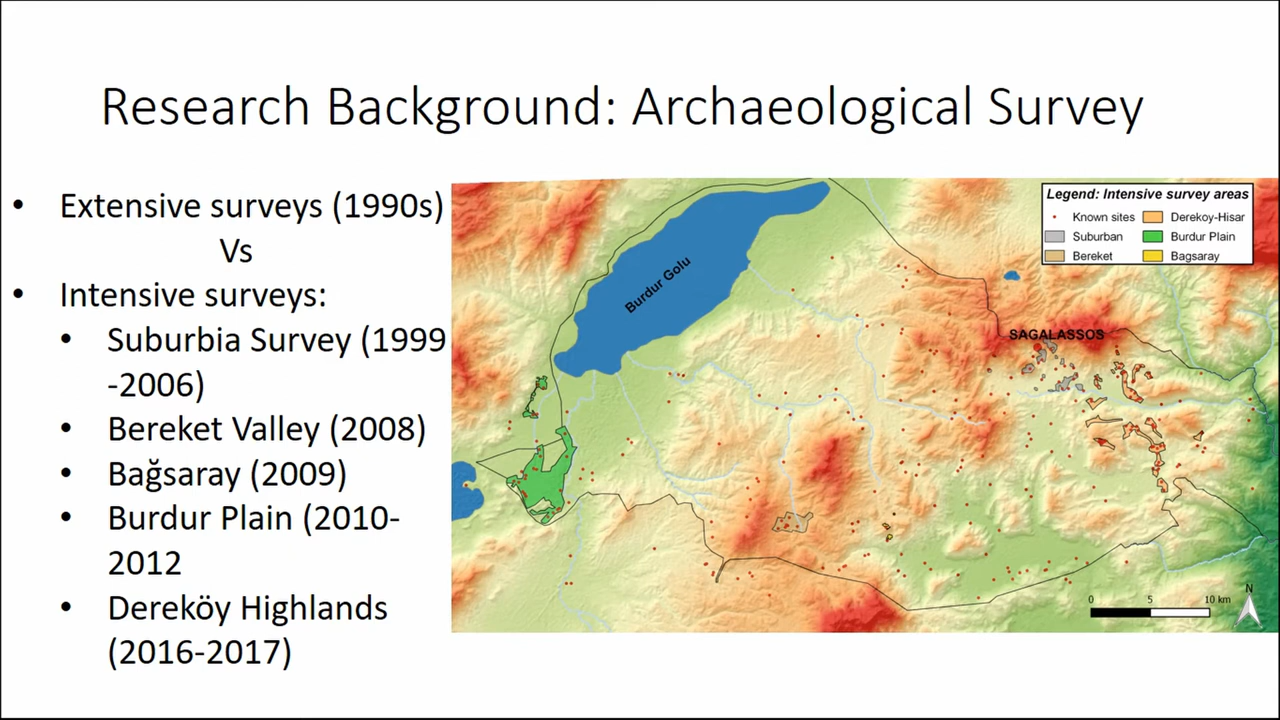 Research Background: Archaeological Survey
• Extensive surveys (1990s)
Vs
• Intensive surveys:
• Suburbia Survey (1999
-2006)
• Bereket Valley (2008)
• Bağsaray (2009)
• Burdur Plain (2010-
2012
• Dereköy Highlands
(2016-2017)
Burdur Golu
SAGALASSOS
Legend: Intensive survey areas
Known sites
Derekoy-Hisar
Suburban
Burdur Plain
Bereket
Bagsaray
0 5 10 km
N